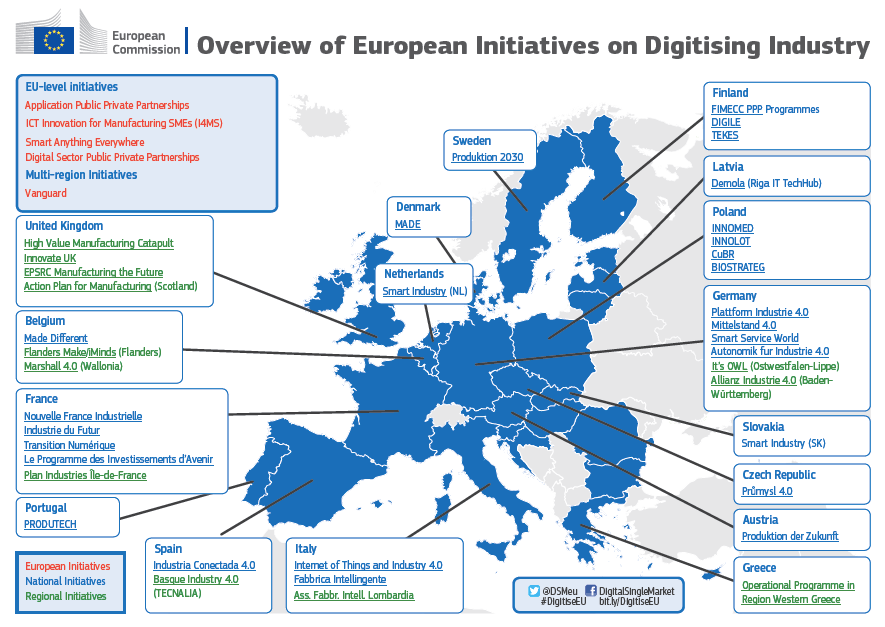 European
Commission
Overview of European Initiatives on Digitising Industry
EU-level initiatives
Application Public Private Partnerships
ICT Innovation for Manufacturing SMEs (I4MS)
Smart Anything Everywhere
Digital Sector Public Private Partnerships
Multi-region Initiatives
Vanguard
United Kingdom
High Value Manufacturing Catapult
Innovate UK
EPSRC Manufacturing the Future
Action Plan for Manufacturing (Scotland)
Belgium
Made Different
Flanders Make/iMinds (Flanders)
Marshall 4.0 (Wallonia)
France
Nouvelle France Industrielle
Industrie du Futur
Transition Numérique
Le Programme des Investissements d'Avenir
Plan Industries Île-de-France
Portugal
PRODUTECH
European Initiatives
National Initiatives
Regional Initiatives
Spain
Industria Conectada 4.0
Basque Industry 4.0
(TECNALIA)
Italy
Internet of Things and Industry 4.0
Fabbrica Intellingente
Ass. Fabbr. Intell. Lombardia
Sweden
Produktion 2030
Denmark
MADE
Netherlands
Smart Industry (NL)
Finland
FIMECC PPP Programmes
DIGILE
TEKES
Latvia
Demola (Riga IT TechHub)
Poland
INNOMED
INNOLOT
CuBR
BIOSTRATEG
Germany
Plattform Industrie 4.0
Mittelstand 4.0
Smart Service World
Autonomik fur Industrie 4.0
It's OWL (Ostwestfalen-Lippe)
Allianz Industrie 4.0 (Baden-
Württemberg)
Slovakia
Smart Industry (SK)
Czech Republic
Průmysl 4.0
Austria
Produktion der Zukunft
Greece
Operational Programme in
Region Western Greece
@DSMeu DigitalSingleMarket
#DigitiseEU bit.ly/DigitiseEU